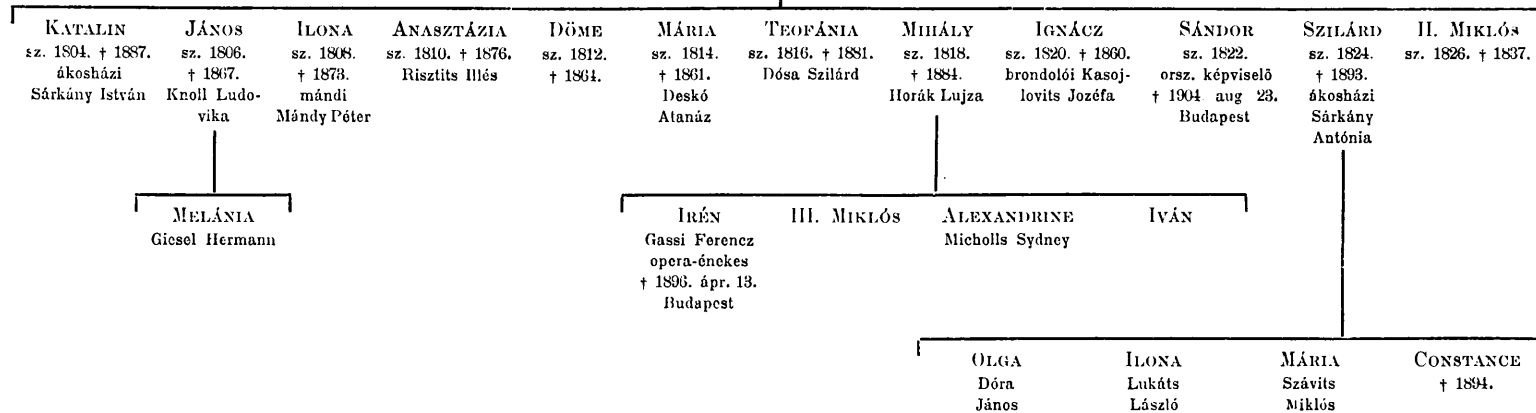 KATALIN
sz. 1804. † 1887.
ákosházi
Sárkány István
JÁNOS
sz. 1806.
† 1867.
Knoll Ludo-
vika
ILONA
sz. 1808.
† 1873.
mándi
Mándy Péter
ANASZTÁZIA
sz. 1810. † 1876.
Risztits Illés
DÖME
sz. 1812.
† 1864.
MÁRIA
sz. 1814.
† 1861.
Deskó
Atanáz
TEOFÁNIA
sz. 1816. † 1881.
Dósa Szilárd
MIHÁLY
sz. 1818.
† 1884.
Horák Lujza
IGNÁCZ
sz. 1820. † 1860.
brondolói Kasoj-
lovits Jozéfa
SÁNDOR
sz. 1822.
orsz. képviselő
† 1904 aug 23.
Budapest
SZILÁRD
sz. 1824.
† 1893.
ákosházi
Sárkány
Antónia
II. MIKLÓS
sz. 1826. † 1837.
MELÁNIA
Giesel Hermann
IRÉN
Gassi Ferencz
opera-énekes
† 1896. ápr. 13.
Budapest
III. MIKLÓS
ALEXANDRINE
Micholls Sydney
IVÁN
OLGA
Dóra
János
ILONA
Lukáts
László
MÁRIA
Szávits
Miklós
CONSTANCE
† 1894.